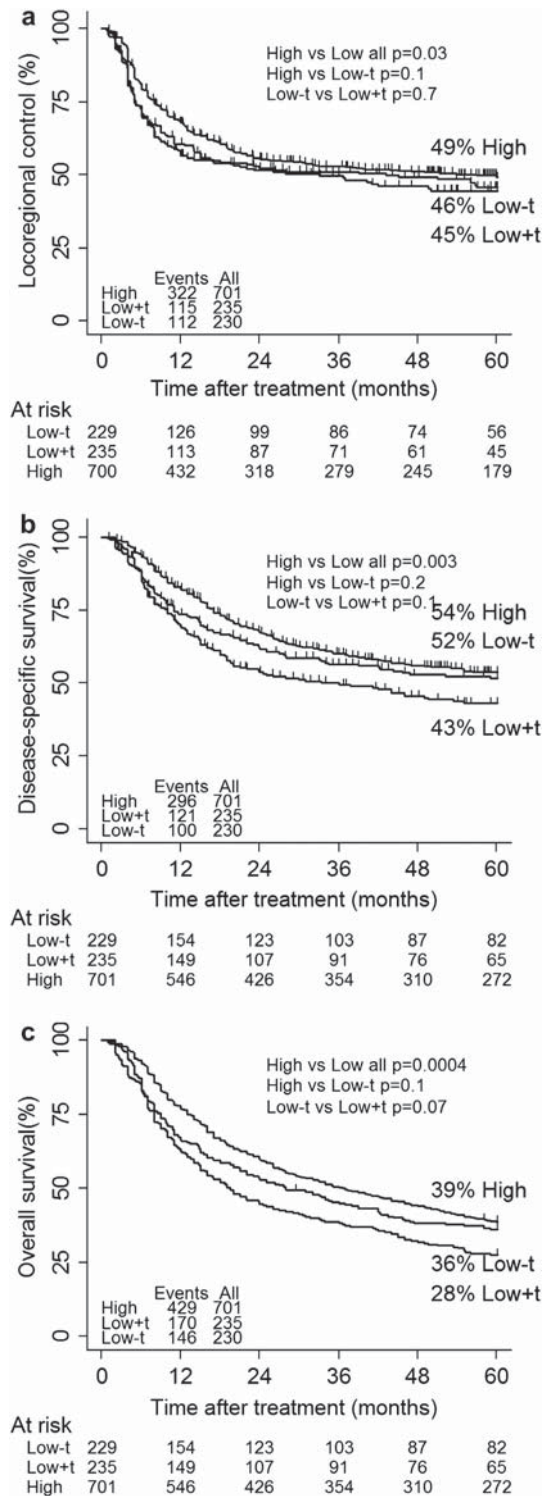 a
Locoregional control (%)
100
75
50
25
0
High vs Low all p=0.03
High vs Low-t p=0.1
Low-t vs Low+t p=0.7
49% High
46% Low-t
45% Low+t
Events All
High 322 701
Low+t 115 235
Low-t 112 230
0 12 24 36 48 60
Time after treatment (months)
At risk
Low-t 229 126 99 86 74 56
Low+t 235 113 87 71 61 45
High 700 432 318 279 245 179
b
Disease-specific survival(%)
100
75
50
25
0
High vs Low all p=0.003
High vs Low-t p=0.2
Low-t vs Low+t p=0.1
54% High
52% Low-t
43% Low+t
Events All
High 296 701
Low+t 121 235
Low-t 100 230
0 12 24 36 48 60
Time after treatment (months)
At risk
Low-t 229 154 123 103 87 82
Low+t 235 149 107 91 76 65
High 701 546 426 354 310 272
c
Overall survival(%)
100
75
50
25
0
High vs Low all p=0.0004
High vs Low-t p=0.1
Low-t vs Low+t p=0.07
39% High
36% Low-t
28% Low+t
Events All
High 429 701
Low+t 170 235
Low-t 146 230
0 12 24 36 48 60
Time after treatment (months)
At risk
Low-t 229 154 123 103 87 82
Low+t 235 149 107 91 76 65
High 701 546 426 354 310 272